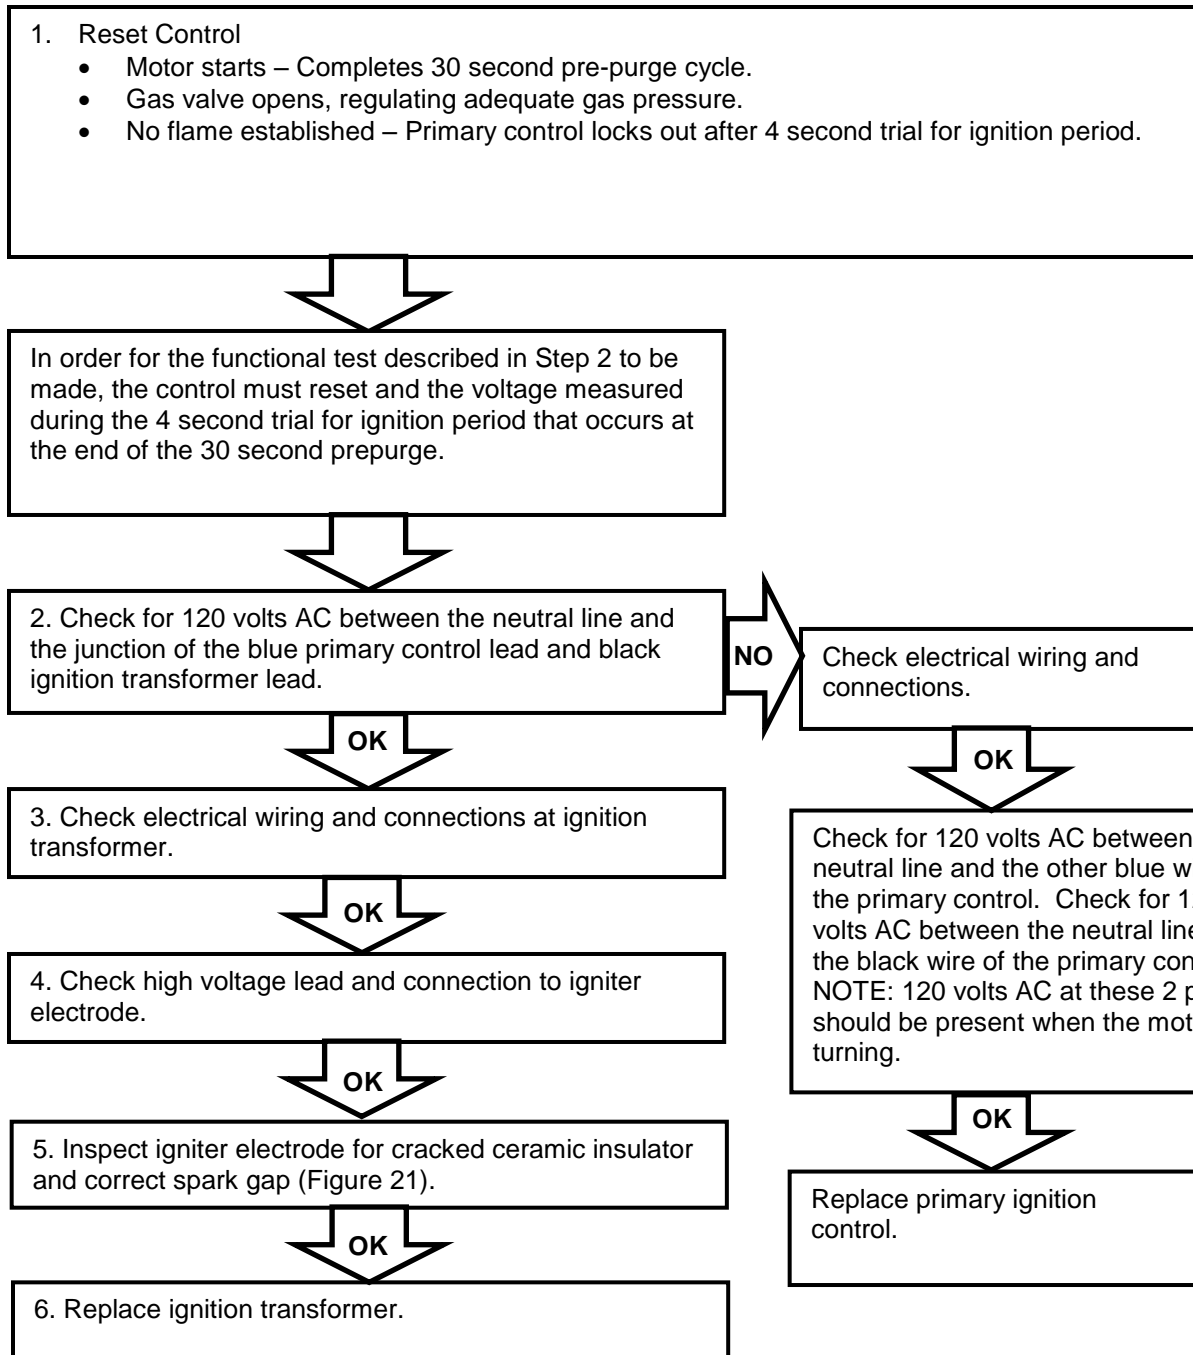 1. Reset Control
• Motor starts – Completes 30 second pre-purge cycle.
• Gas valve opens, regulating adequate gas pressure.
• No flame established – Primary control locks out after 4 second trial for ignition period.
In order for the functional test described in Step 2 to be
made, the control must reset and the voltage measured
during the 4 second trial for ignition period that occurs at
the end of the 30 second prepurge.
2. Check for 120 volts AC between the neutral line and
the junction of the blue primary control lead and black
ignition transformer lead.
NO
Check electrical wiring and
connections.
OK
OK
3. Check electrical wiring and connections at ignition
transformer.
Check for 120 volts AC between
neutral line and the other blue
the primary control. Check for
volts AC between the neutral line
the black wire of the primary
NOTE: 120 volts AC at these 2
should be present when the
turning.
OK
4. Check high voltage lead and connection to igniter
electrode.
OK
OK
5. Inspect igniter electrode for cracked ceramic insulator
and correct spark gap (Figure 21).
Replace primary ignition
control.
OK
6. Replace ignition transformer.